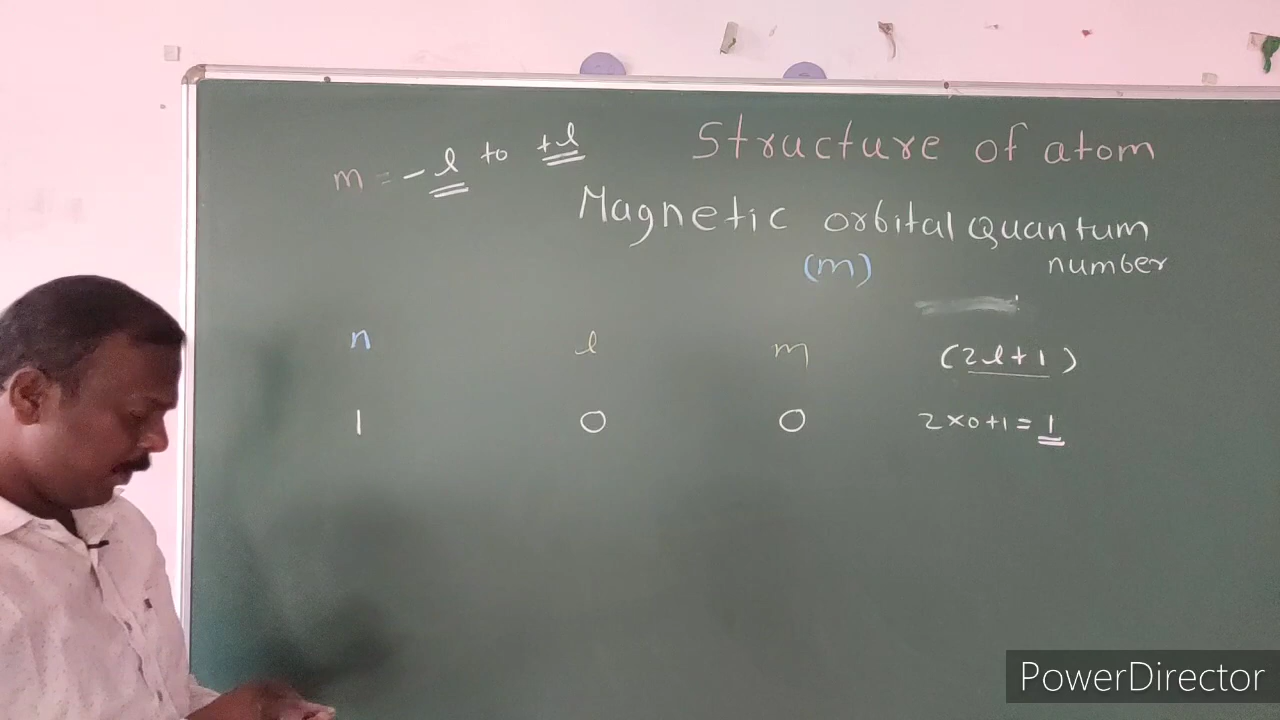 Structure of atom
m = -l to +l
Magnetic orbital Quantum
(m) number
n l m (2l+1)
1 0 0 2×0+1=1
PowerDirector